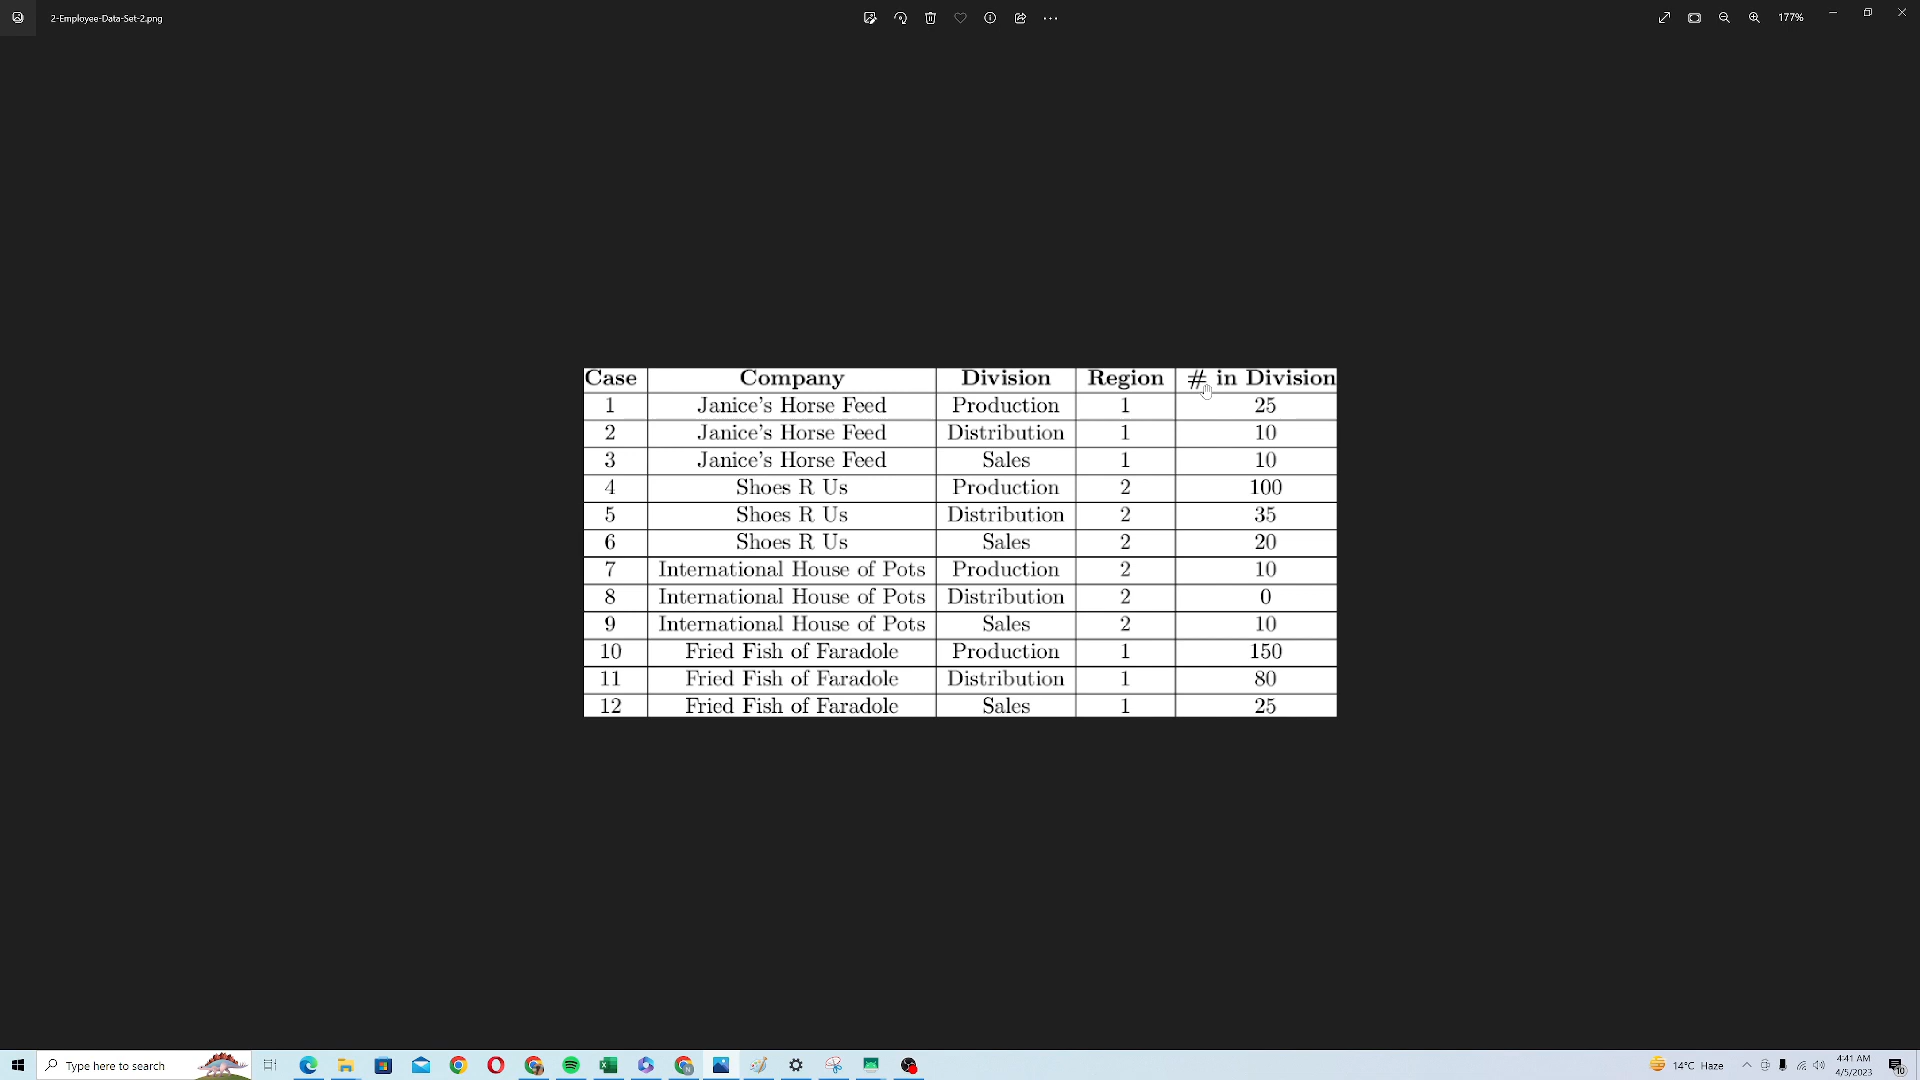 2-Employee-Data-Set-2.png
177%
Case Company Division Region # in Division
1 Janice's Horse Feed Production 1 25
2 Janice's Horse Feed Distribution 1 10
3 Janice's Horse Feed Sales 1 10
4 Shoes R Us Production 2 100
5 Shoes R Us Distribution 2 35
6 Shoes R Us Sales 2 20
7 International House of Pots Production 2 10
8 International House of Pots Distribution 2 0
9 International House of Pots Sales 2 10
10 Fried Fish of Faradole Production 1 150
11 Fried Fish of Faradole Distribution 1 80
12 Fried Fish of Faradole Sales 1 25
Type here to search
14°C Haze
4:41 AM
4/5/2023
10